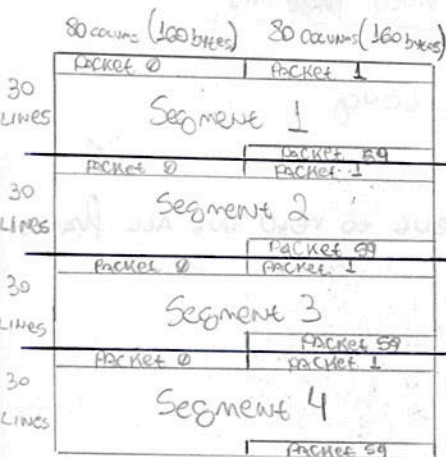 80 colums (160 bytes) 80 colums (160 bytes)
Packet 0 Packet 1
30
Lines
Segment 1
Packet 59
Packet 0 Packet 1
30
Lines
Segment 2
Packet 59
Packet 0 Packet 1
30
Lines
Segment 3
Packet 59
Packet 0 Packet 1
30
Lines
Segment 4
Packet 59